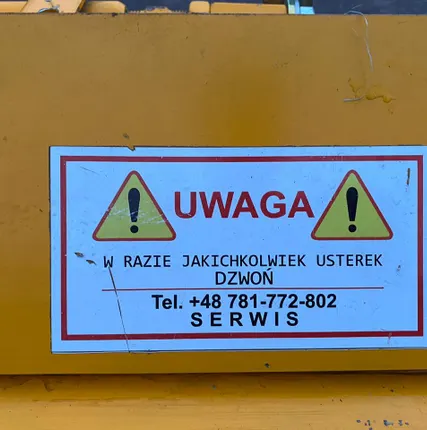 UWAGA
W RAZIE JAKICHKOLWIEK USTEREK
DZWOŃ
Tel. +48 781-772-802
SERWIS